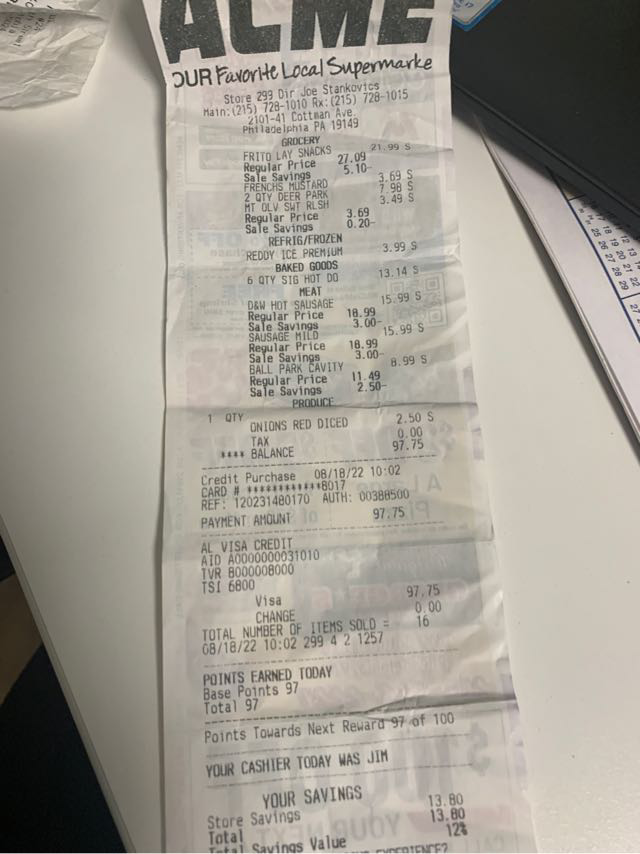 ACME
OUR Favorite Local Supermarke
Store 299 Dir Joe Stankovics
Main:(215) 728-1010 Rx:(215) 728-1015
2101-41 Cottman Ave.
Philadelphia PA 19149
GROCERY
FRITO LAY SNACKS 21.99 S
Regular Price 27.09
Sale Savings 5.10-
FRENCHS MUSTARD 3.69 S
2 QTY DEER PARK 7.98 S
MT OLV SWT RLSH 3.49 S
Regular Price 3.69
Sale Savings 0.20-
REFRIG/FROZEN
REDDY ICE PREMIUM 3.99 S
BAKED GOODS
6 QTY SIG HOT DO 13.14 S
MEAT
D&W HOT SAUSAGE 15.99 S
Regular Price 18.99
Sale Savings 3.00-
SAUSAGE MILD 15.99 S
Regular Price 18.99
Sale Savings 3.00-
BALL PARK CAVITY 8.99 S
Regular Price 11.49
Sale Savings 2.50-
PRODUCE
1 QTY
ONIONS RED DICED 2.50 S
TAX 0.00
**** BALANCE 97.75
Credit Purchase 08/18/22 10:02
CARD # ************8017
REF: 120231480170 AUTH: 00388500
PAYMENT AMOUNT 97.75
AL VISA CREDIT
AID A0000000031010
TVR 8000008000
TSI 6800
Visa 97.75
CHANGE 0.00
TOTAL NUMBER OF ITEMS SOLD = 16
08/18/22 10:02 299 4 2 1257
POINTS EARNED TODAY
Base Points 97
Total 97
Points Towards Next Reward 97 of 100
YOUR CASHIER TODAY WAS JIM
YOUR SAVINGS
Store Savings 13.80
Total 13.80
Total Savings Value 12%